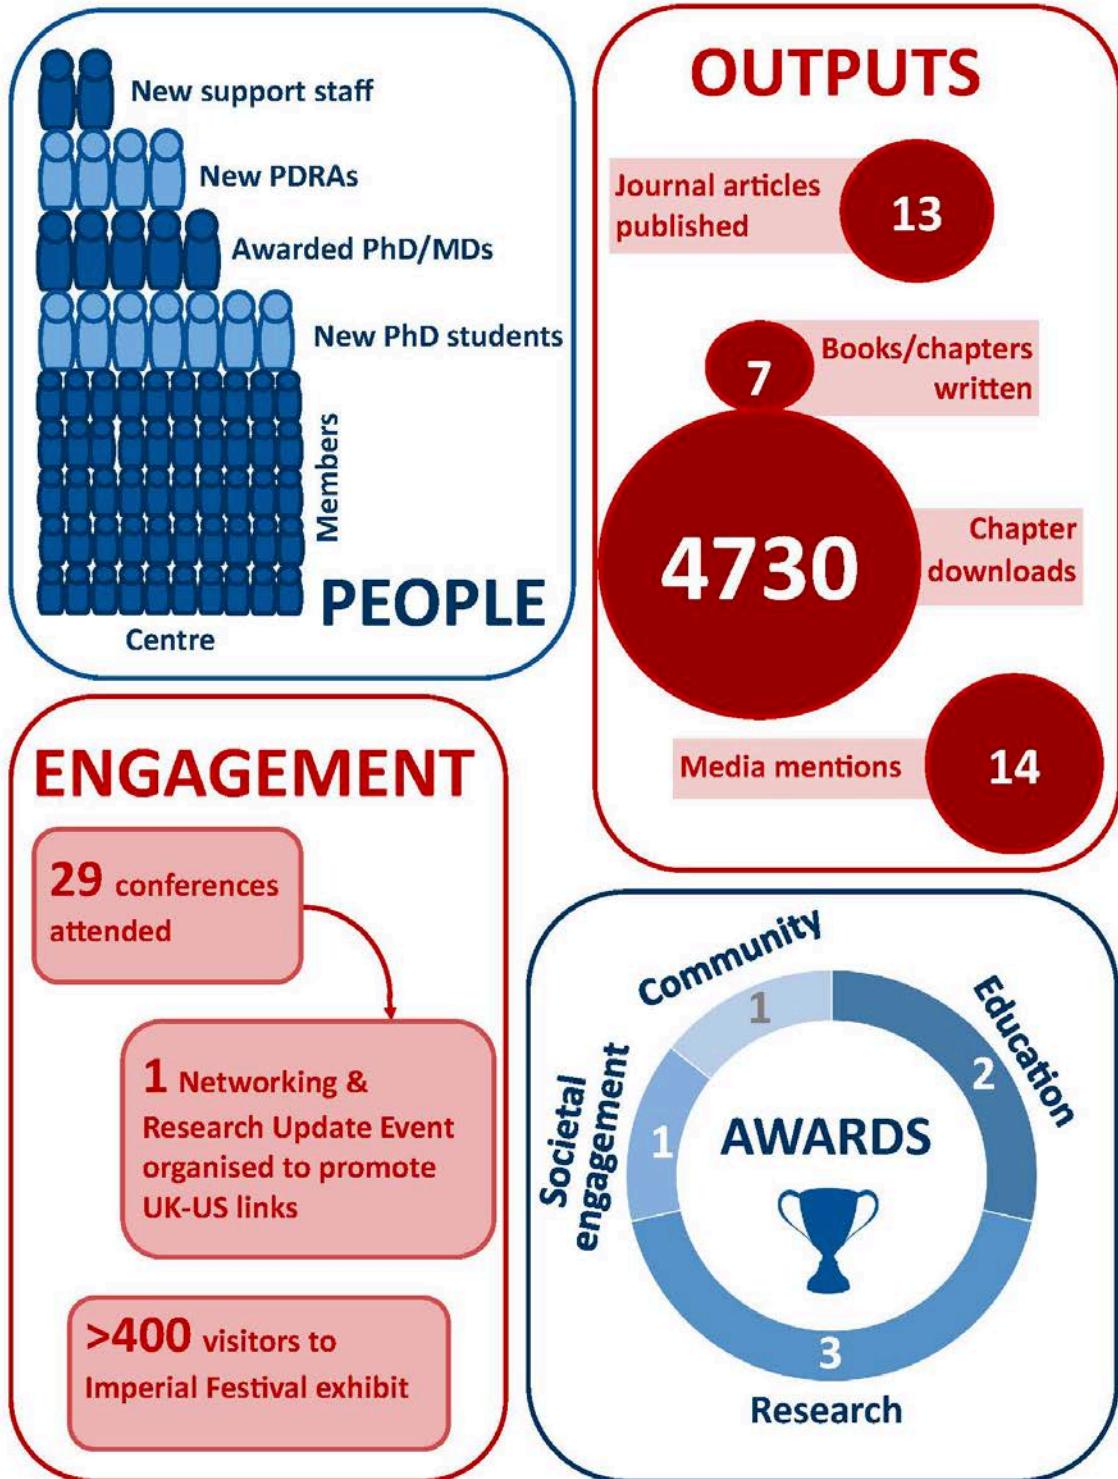 New support staff
New PDRAs
Awarded PhD/MDs
New PhD students
Members
Centre
PEOPLE
OUTPUTS
Journal articles
published
13
7
Books/chapters
written
4730
Chapter
downloads
Media mentions
14
ENGAGEMENT
29 conferences
attended
1 Networking &
Research Update Event
organised to promote
UK-US links
>400 visitors to
Imperial Festival exhibit
AWARDS
Community
1
Education
2
Societal
engagement
1
3
Research